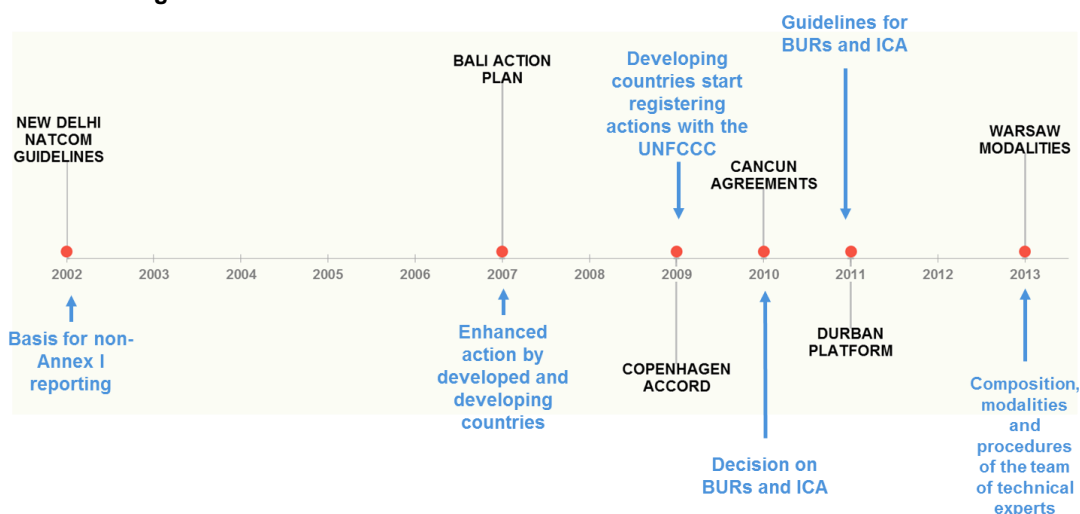 Guidelines for
BURs and ICA
BALI ACTION
PLAN
Developing
countries start
registering
actions with the
UNFCCC
NEW DELHI
NATCOM
GUIDELINES
WARSAW
MODALITIES
CANCUN
AGREEMENTS
2002 2003 2004 2005 2006 2007 2008 2009 2010 2011 2012 2013
Basis for non-
Annex I
reporting
Enhanced
action by
developed and
developing
countries
COPENHAGEN
ACCORD
DURBAN
PLATFORM
Decision on
BURs and ICA
Composition,
modalities
and
procedures
of the team
of technical
experts